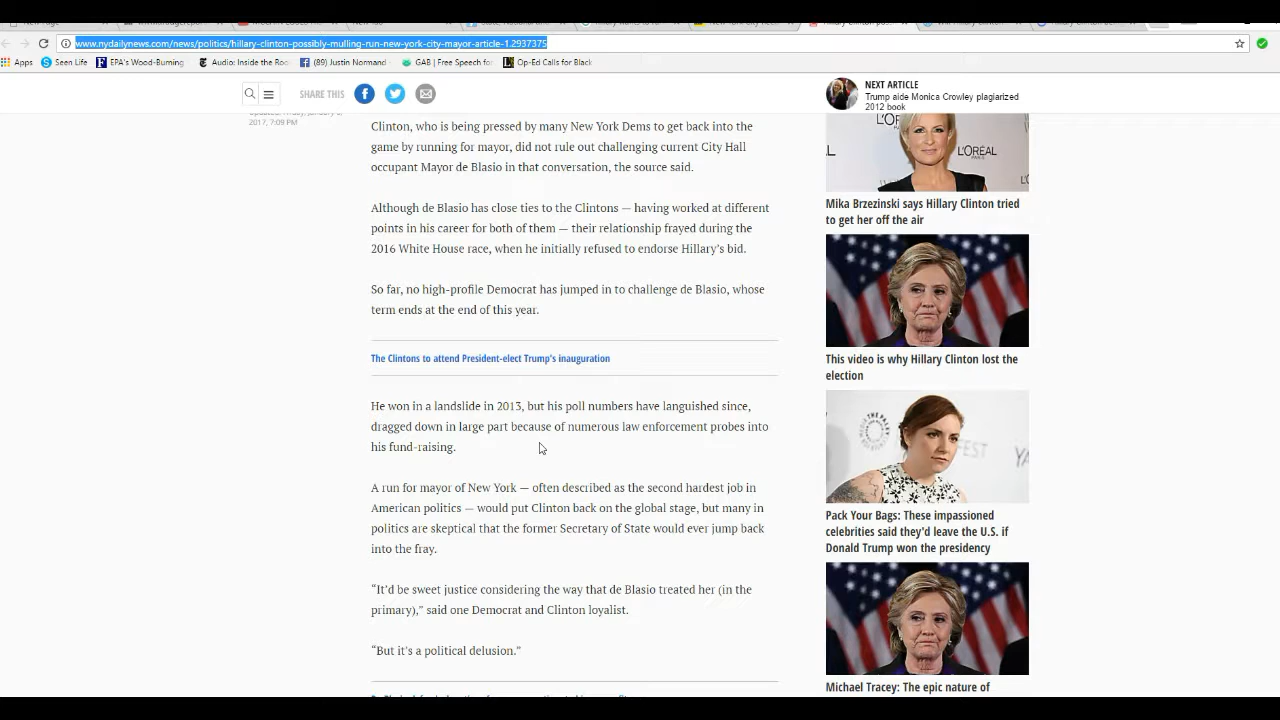 www.nydailynews.com/news/politics/hillary-clinton-possibly-mulling-run-new-york-city-mayor-article-1.2937375
Apps Seen Life EPA's Wood-Burning Audio: Inside the Roo (89) Justin Normand GAB | Free Speech for Op-Ed Calls for Black
SHARE THIS
NEXT ARTICLE
Trump aide Monica Crowley plagiarized
2012 book
2017, 7:09 PM
Clinton, who is being pressed by many New York Dems to get back into the
game by running for mayor, did not rule out challenging current City Hall
occupant Mayor de Blasio in that conversation, the source said.
Although de Blasio has close ties to the Clintons — having worked at different
points in his career for both of them — their relationship frayed during the
2016 White House race, when he initially refused to endorse Hillary's bid.
So far, no high-profile Democrat has jumped in to challenge de Blasio, whose
term ends at the end of this year.
The Clintons to attend President-elect Trump's inauguration
He won in a landslide in 2013, but his poll numbers have languished since,
dragged down in large part because of numerous law enforcement probes into
his fund-raising.
A run for mayor of New York — often described as the second hardest job in
American politics — would put Clinton back on the global stage, but many in
politics are skeptical that the former Secretary of State would ever jump back
into the fray.
“It'd be sweet justice considering the way that de Blasio treated her (in the
primary),” said one Democrat and Clinton loyalist.
“But it's a political delusion.”
L'ORÉAL
PARIS
Mika Brzezinski says Hillary Clinton tried
to get her off the air
This video is why Hillary Clinton lost the
election
Pack Your Bags: These impassioned
celebrities said they'd leave the U.S. if
Donald Trump won the presidency
Michael Tracey: The epic nature of